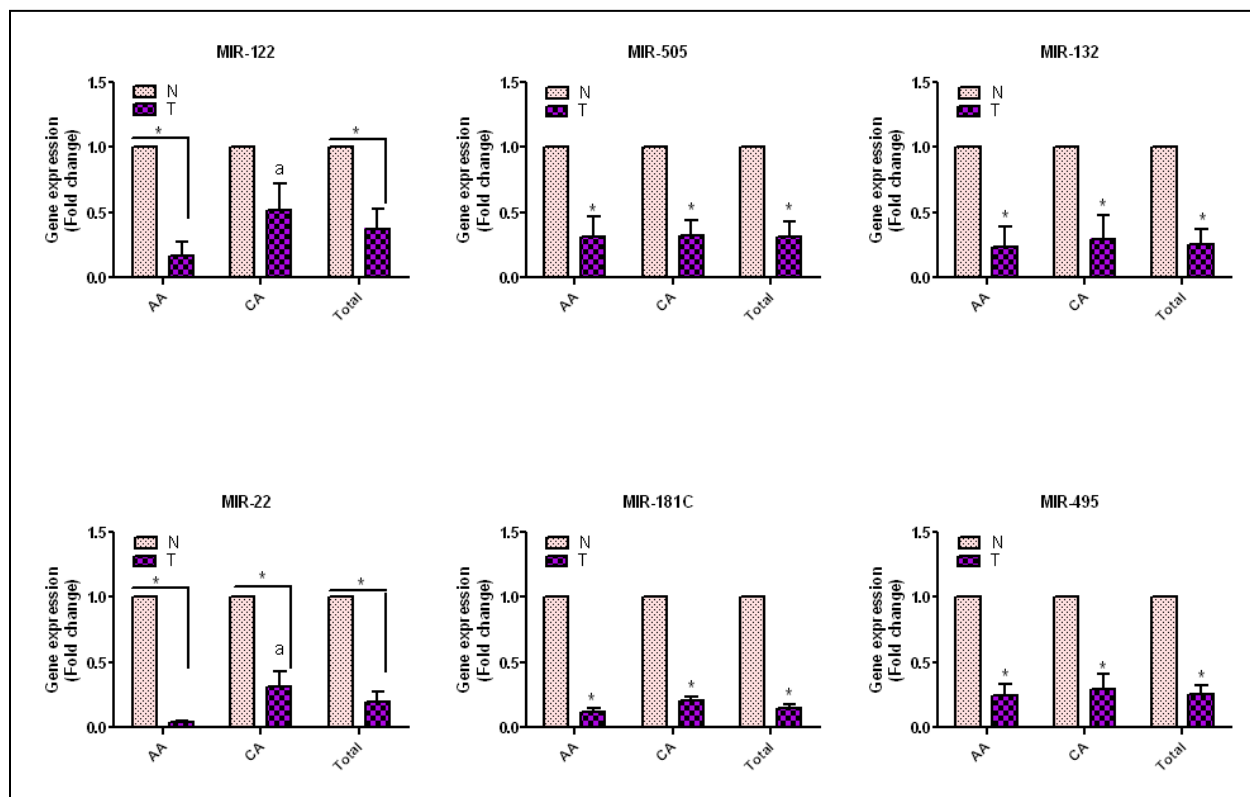 MIR-122
Gene expression
(Fold change)
1.5
1.0
0.5
0.0
N
T
*
a
*
AA
CA
Total
MIR-505
Gene expression
(Fold change)
1.5
1.0
0.5
0.0
N
T
*
*
*
AA
CA
Total
MIR-132
Gene expression
(Fold change)
1.5
1.0
0.5
0.0
N
T
*
*
*
AA
CA
Total
MIR-22
Gene expression
(Fold change)
1.5
1.0
0.5
0.0
N
T
*
*
*
a
AA
CA
Total
MIR-181C
Gene expression
(Fold change)
1.5
1.0
0.5
0.0
N
T
*
*
*
AA
CA
Total
MIR-495
Gene expression
(Fold change)
1.5
1.0
0.5
0.0
N
T
*
*
*
AA
CA
Total